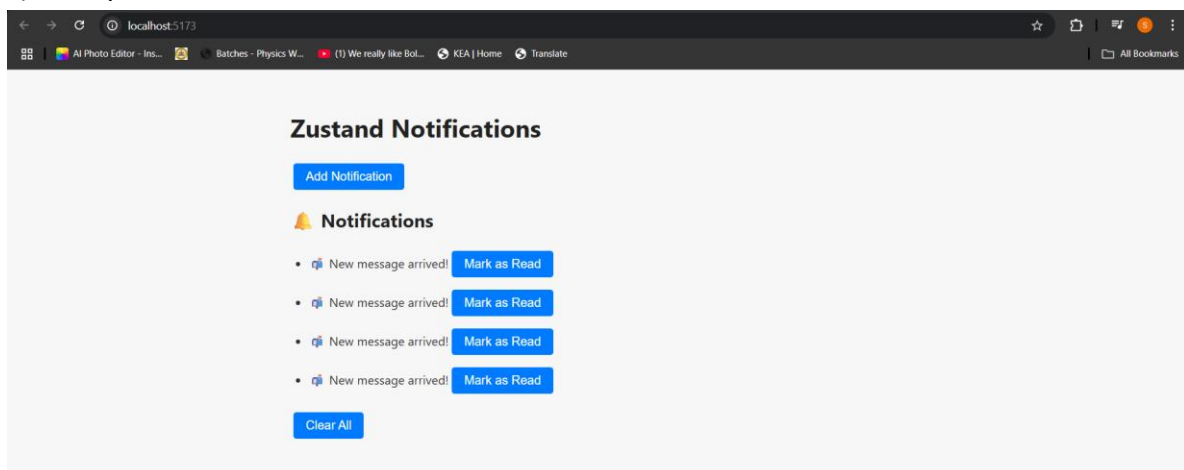 localhost:5173
AI Photo Editor - Ins... Batches - Physics W... (1) We really like Bol... KEA | Home Translate All Bookmarks
Zustand Notifications
Add Notification
🔔 Notifications
• 📬 New message arrived! Mark as Read
• 📬 New message arrived! Mark as Read
• 📬 New message arrived! Mark as Read
• 📬 New message arrived! Mark as Read
Clear All